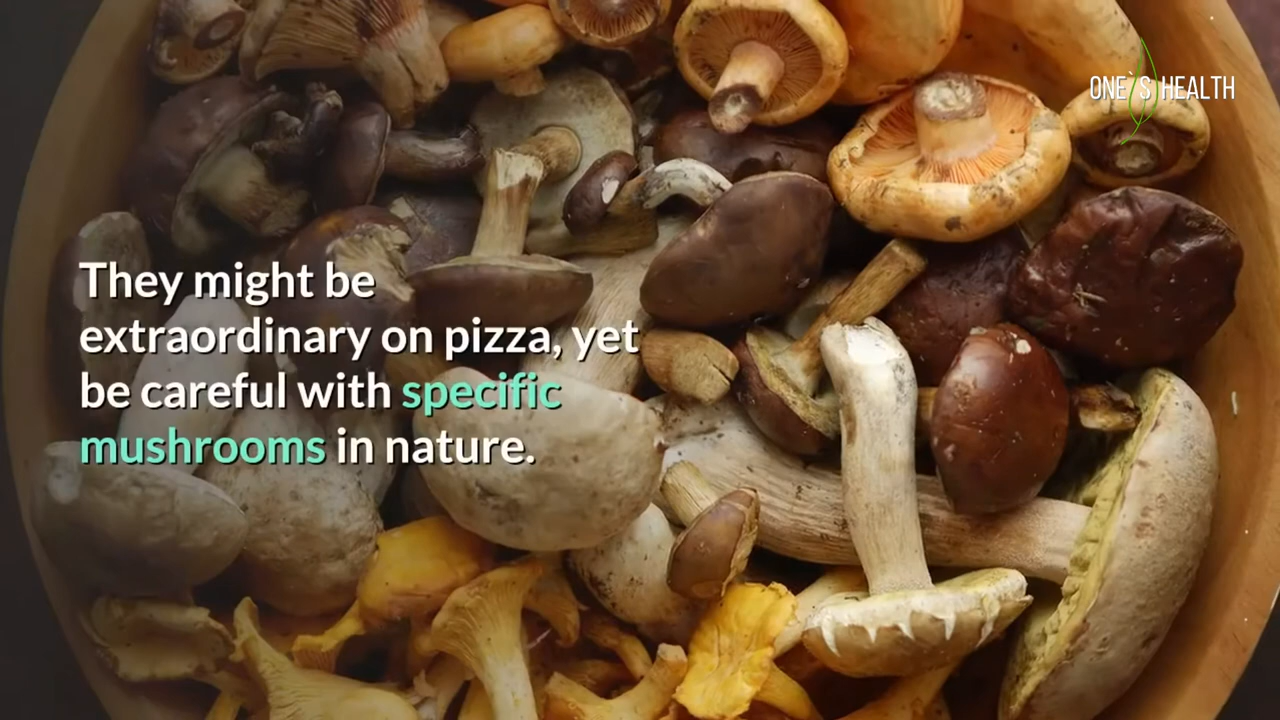 ONE'S HEALTH
They might be
extraordinary on pizza, yet
be careful with specific
mushrooms in nature.